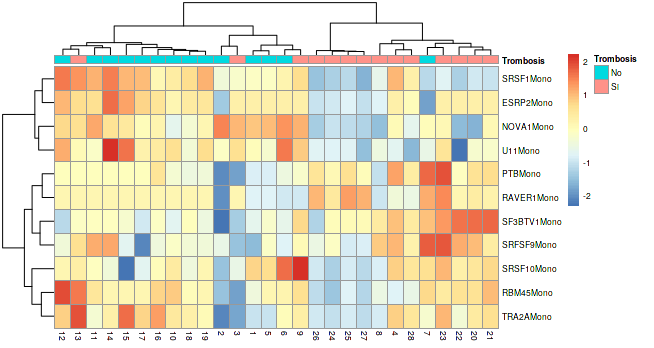 Trombosis
SRSF1Mono
ESRP2Mono
NOVA1Mono
U11Mono
PTBMono
RAVER1Mono
SF3BTV1Mono
SRFSF9Mono
SRSF10Mono
RBM45Mono
TRA2AMono
12 13 11 14 15 17 16 10 18 19 2 3 1 5 6 9 26 24 25 27 8 4 28 7 23 22 20 21
2
1
0
-1
-2
Trombosis
No
SI